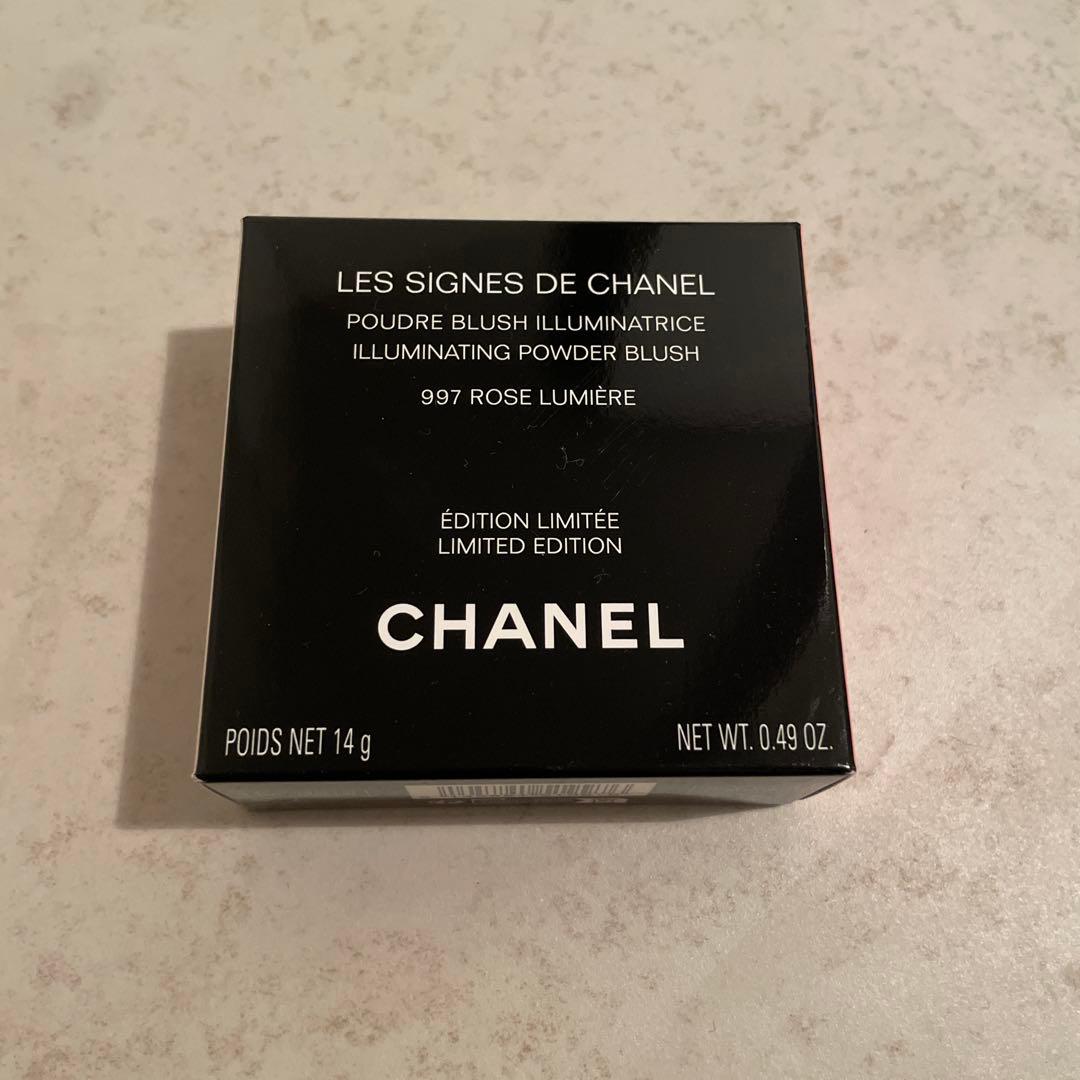 LES SIGNES DE CHANEL
POUDRE BLUSH ILLUMINATRICE
ILLUMINATING POWDER BLUSH
997 ROSE LUMIÈRE
ÉDITION LIMITÉE
LIMITED EDITION
CHANEL
POIDS NET 14 g
NET WT. 0.49 OZ.